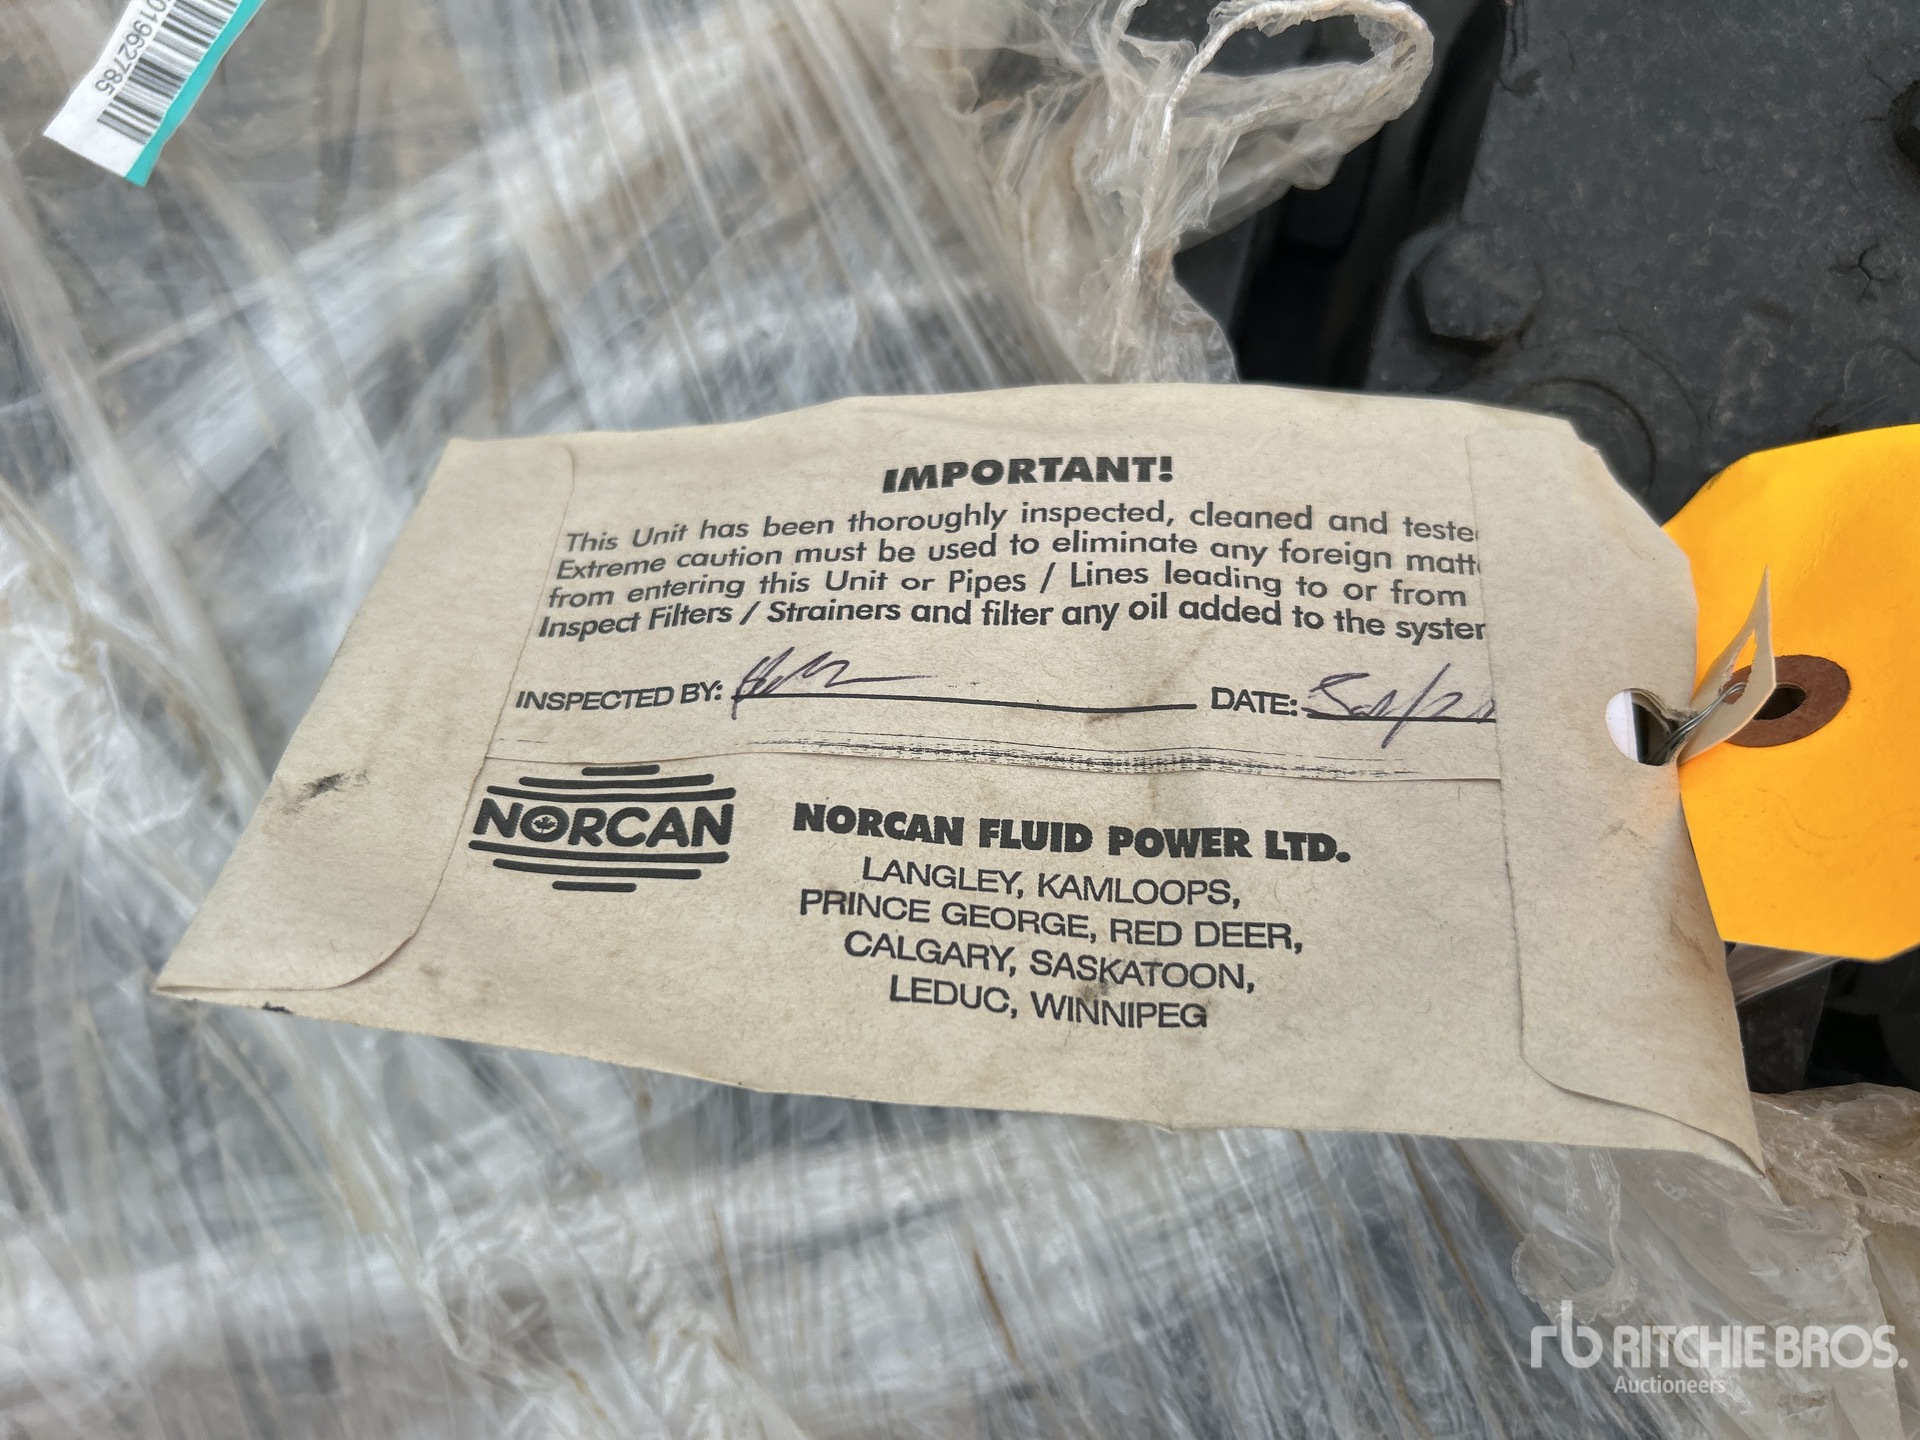 01962785
IMPORTANT!
This Unit has been thoroughly inspected, cleaned and teste
Extreme caution must be used to eliminate any foreign matt
from entering this Unit or Pipes / Lines leading to or from
Inspect Filters / Strainers and filter any oil added to the syster
INSPECTED BY: DATE:
NORCAN
NORCAN FLUID POWER LTD.
LANGLEY, KAMLOOPS,
PRINCE GEORGE, RED DEER,
CALGARY, SASKATOON,
LEDUC, WINNIPEG
rb RITCHIE BROS.
Auctioneers